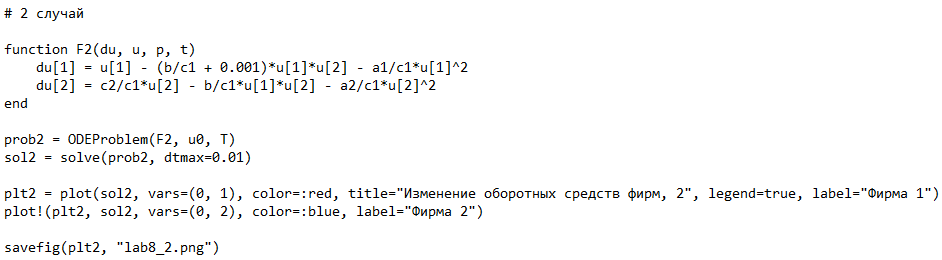 # 2 случай

function F2(du, u, p, t)
    du[1] = u[1] - (b/c1 + 0.001)*u[1]*u[2] - a1/c1*u[1]^2
    du[2] = c2/c1*u[2] - b/c1*u[1]*u[2] - a2/c1*u[2]^2
end

prob2 = ODEProblem(F2, u0, T)
sol2 = solve(prob2, dtmax=0.01)

plt2 = plot(sol2, vars=(0, 1), color=:red, title="Изменение оборотных средств фирм, 2", legend=true, label="Фирма 1")
plot!(plt2, sol2, vars=(0, 2), color=:blue, label="Фирма 2")

savefig(plt2, "lab8_2.png")